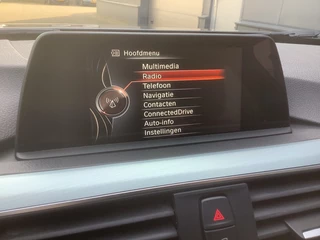 Hoofdmenu
Multimedia
Radio
Telefoon
Navigatie
Contacten
ConnectedDrive
Auto-info
Instellingen